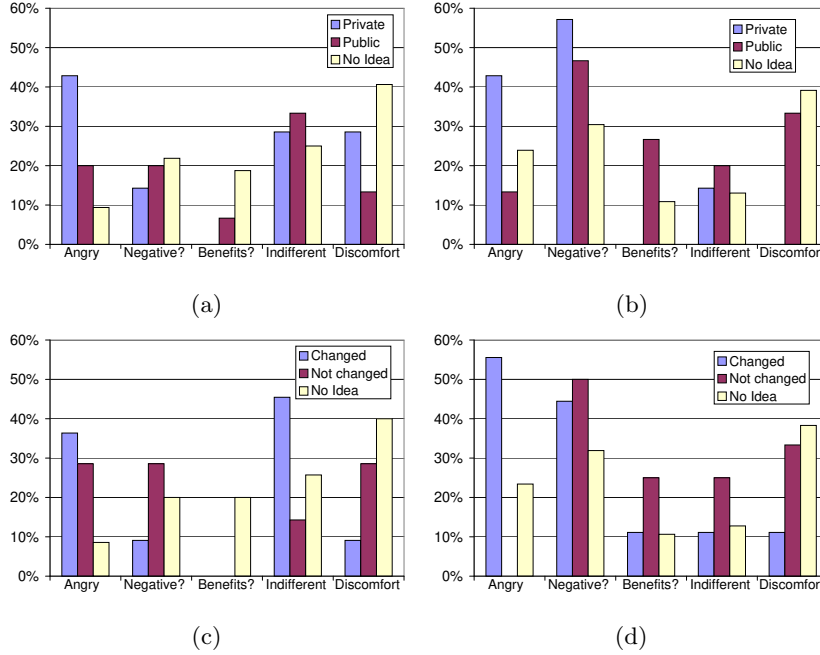 60%
50%
40%
30%
20%
10%
0%
Private
Public
No Idea
Angry Negative? Benefits? Indifferent Discomfort
(a)
60%
50%
40%
30%
20%
10%
0%
Private
Public
No Idea
Angry Negative? Benefits? Indifferent Discomfort
(b)
60%
50%
40%
30%
20%
10%
0%
Changed
Not changed
No Idea
Angry Negative? Benefits? Indifferent Discomfort
(c)
60%
50%
40%
30%
20%
10%
0%
Changed
Not changed
No Idea
Angry Negative? Benefits? Indifferent Discomfort
(d)